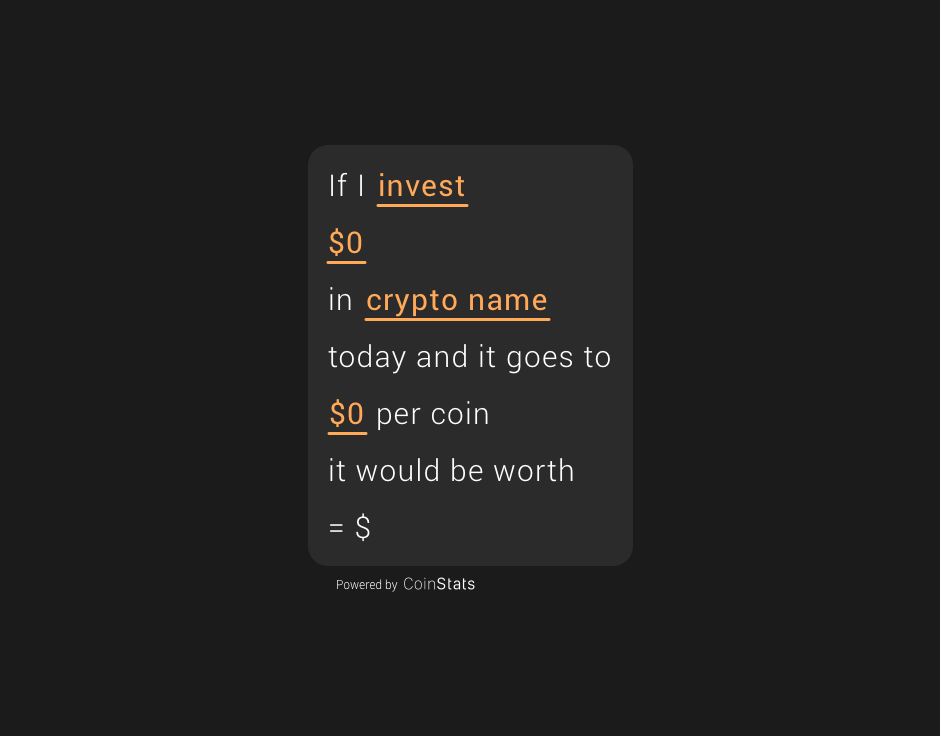 If I invest
$0
in crypto name
today and it goes to
$0 per coin
it would be worth
= $
Powered by CoinStats